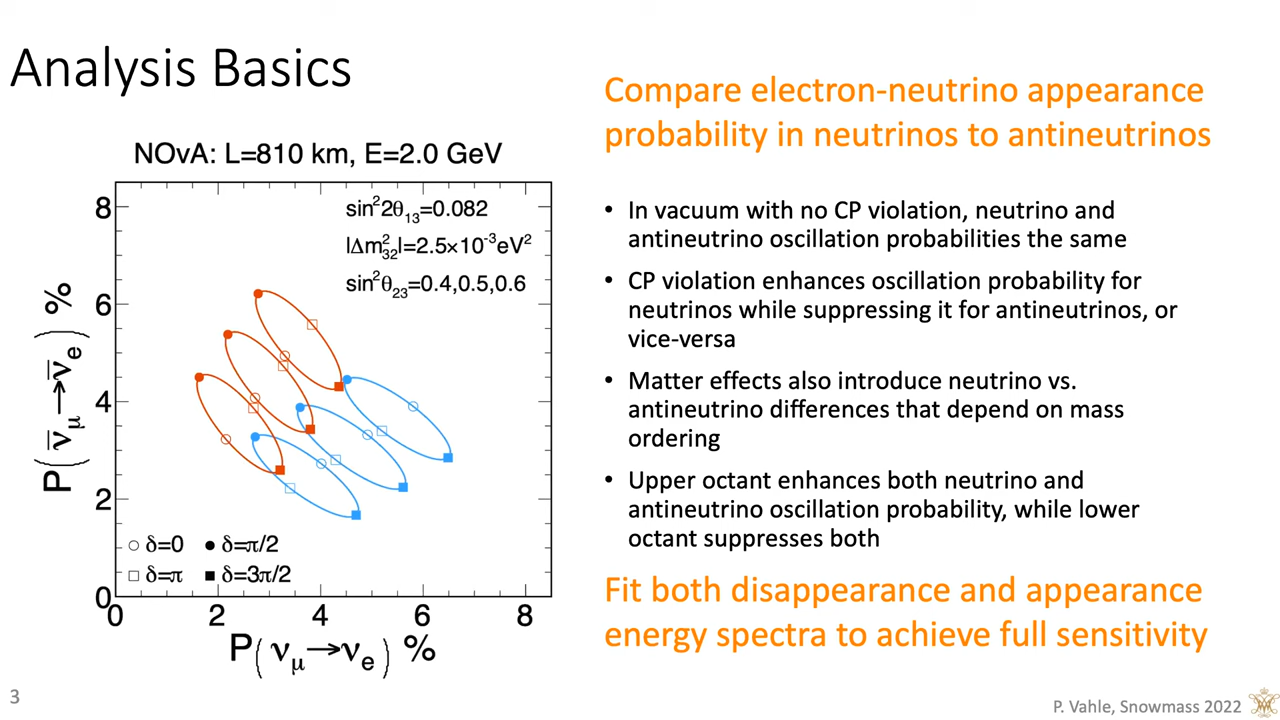 Analysis Basics
NOvA: L=810 km, E=2.0 GeV
sin²2θ₁₃=0.082
|Δm²₃₂|=2.5×10⁻³eV²
sin²θ₂₃=0.4,0.5,0.6
8
6
4
2
0
P(ν̅μ→ν̅e) %
○ δ=0 ● δ=π/2
□ δ=π ■ δ=3π/2
0 2 4 6 8
P(νμ→νe) %
Compare electron-neutrino appearance
probability in neutrinos to antineutrinos
• In vacuum with no CP violation, neutrino and
antineutrino oscillation probabilities the same
• CP violation enhances oscillation probability for
neutrinos while suppressing it for antineutrinos, or
vice-versa
• Matter effects also introduce neutrino vs.
antineutrino differences that depend on mass
ordering
• Upper octant enhances both neutrino and
antineutrino oscillation probability, while lower
octant suppresses both
Fit both disappearance and appearance
energy spectra to achieve full sensitivity
3
P. Vahle, Snowmass 2022